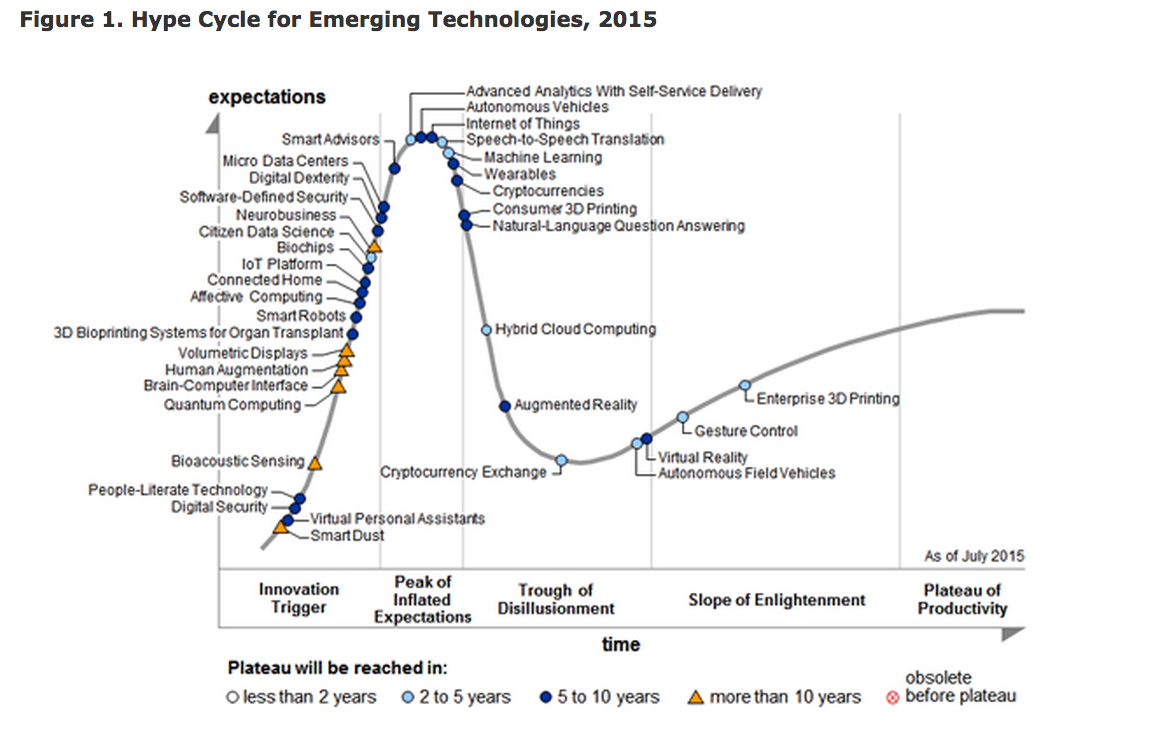 Figure 1. Hype Cycle for Emerging Technologies, 2015
expectations
Advanced Analytics With Self-Service Delivery
Autonomous Vehicles
Internet of Things
Smart Advisors
Speech-to-Speech Translation
Machine Learning
Micro Data Centers
Wearables
Digital Dexterity
Cryptocurrencies
Software-Defined Security
Consumer 3D Printing
Neurobusiness
Natural-Language Question Answering
Citizen Data Science
Biochips
IoT Platform
Connected Home
Affective Computing
Smart Robots
Hybrid Cloud Computing
3D Bioprinting Systems for Organ Transplant
Volumetric Displays
Human Augmentation
Brain-Computer Interface
Enterprise 3D Printing
Quantum Computing
Augmented Reality
Gesture Control
Virtual Reality
Bioacoustic Sensing
Cryptocurrency Exchange
Autonomous Field Vehicles
People-Literate Technology
Digital Security
Virtual Personal Assistants
Smart Dust
As of July 2015
Innovation
Trigger
Peak of
Inflated
Expectations
Trough of
Disillusionment
Slope of Enlightenment
Plateau of
Productivity
time
Plateau will be reached in:
less than 2 years
2 to 5 years
5 to 10 years
more than 10 years
obsolete
before plateau